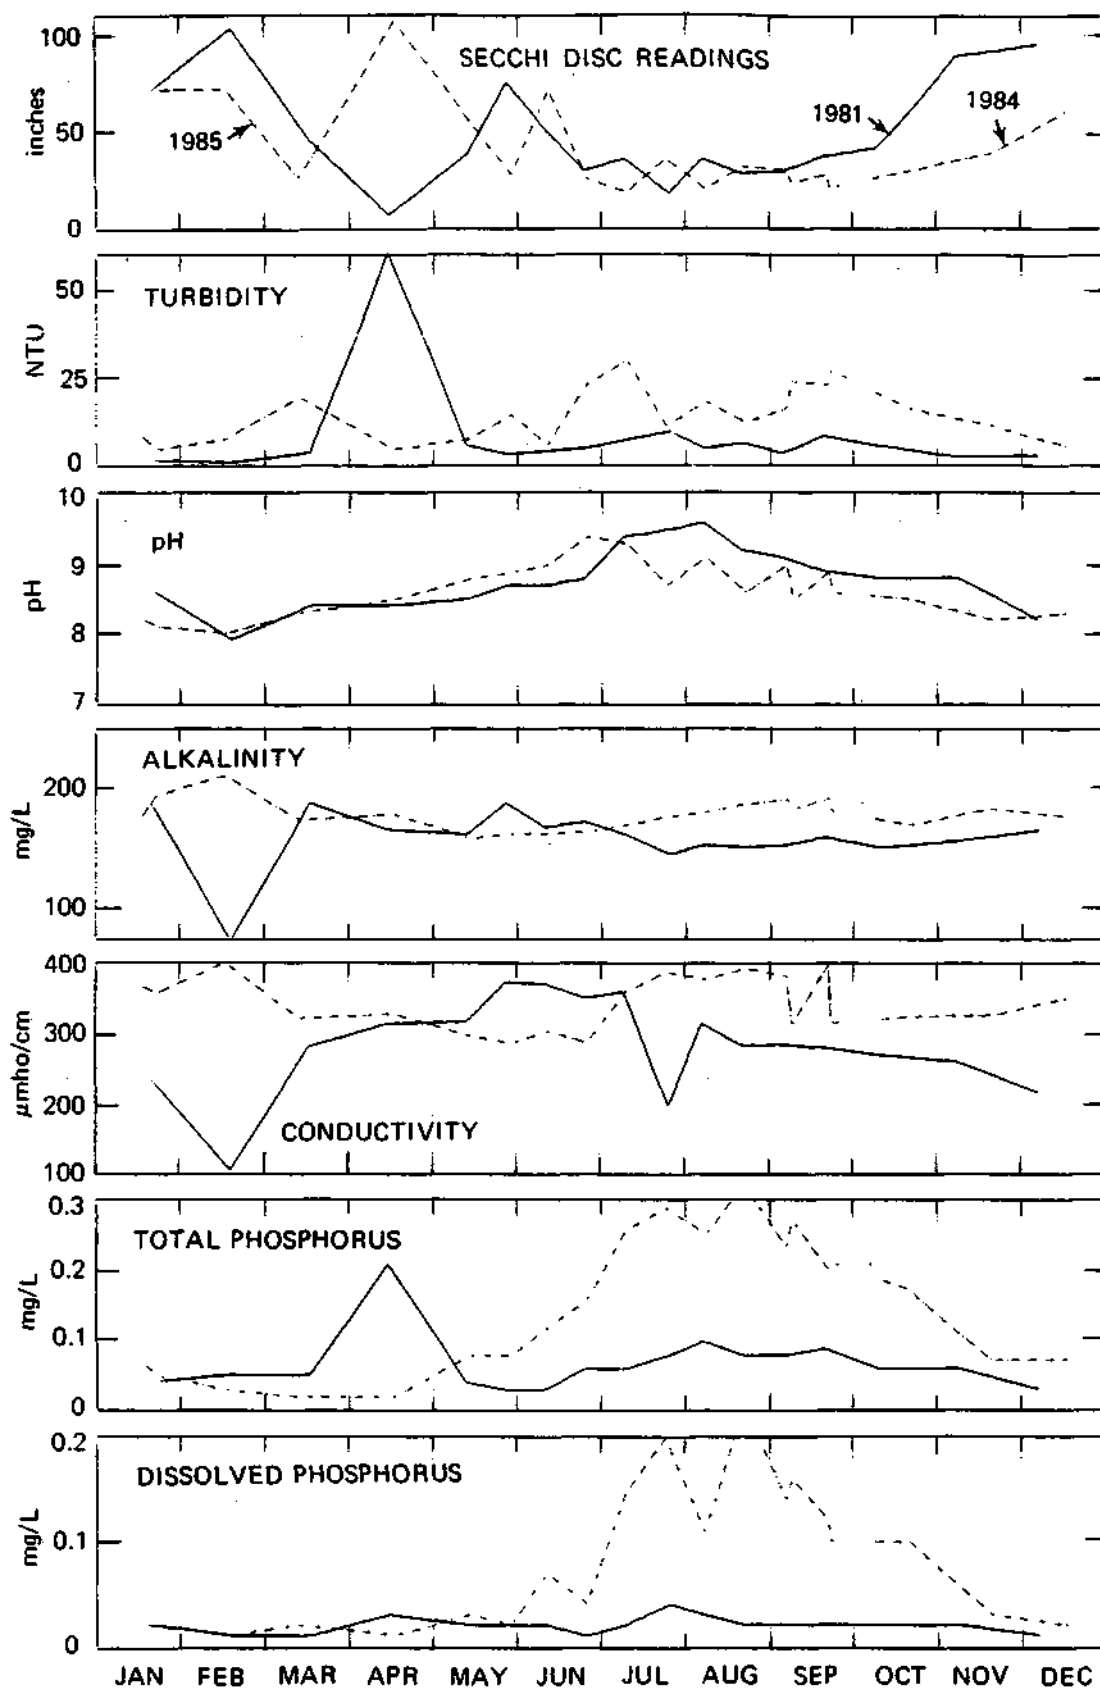 100
50
0
inches
SECCHI DISC READINGS
1985
1981
1984
50
25
0
NTU
TURBIDITY
10
9
8
7
pH
pH
200
100
mg/L
ALKALINITY
400
300
200
100
µmho/cm
CONDUCTIVITY
0.3
0.2
0.1
0
mg/L
TOTAL PHOSPHORUS
0.2
0.1
0
mg/L
DISSOLVED PHOSPHORUS
JAN FEB MAR APR MAY JUN JUL AUG SEP OCT NOV DEC